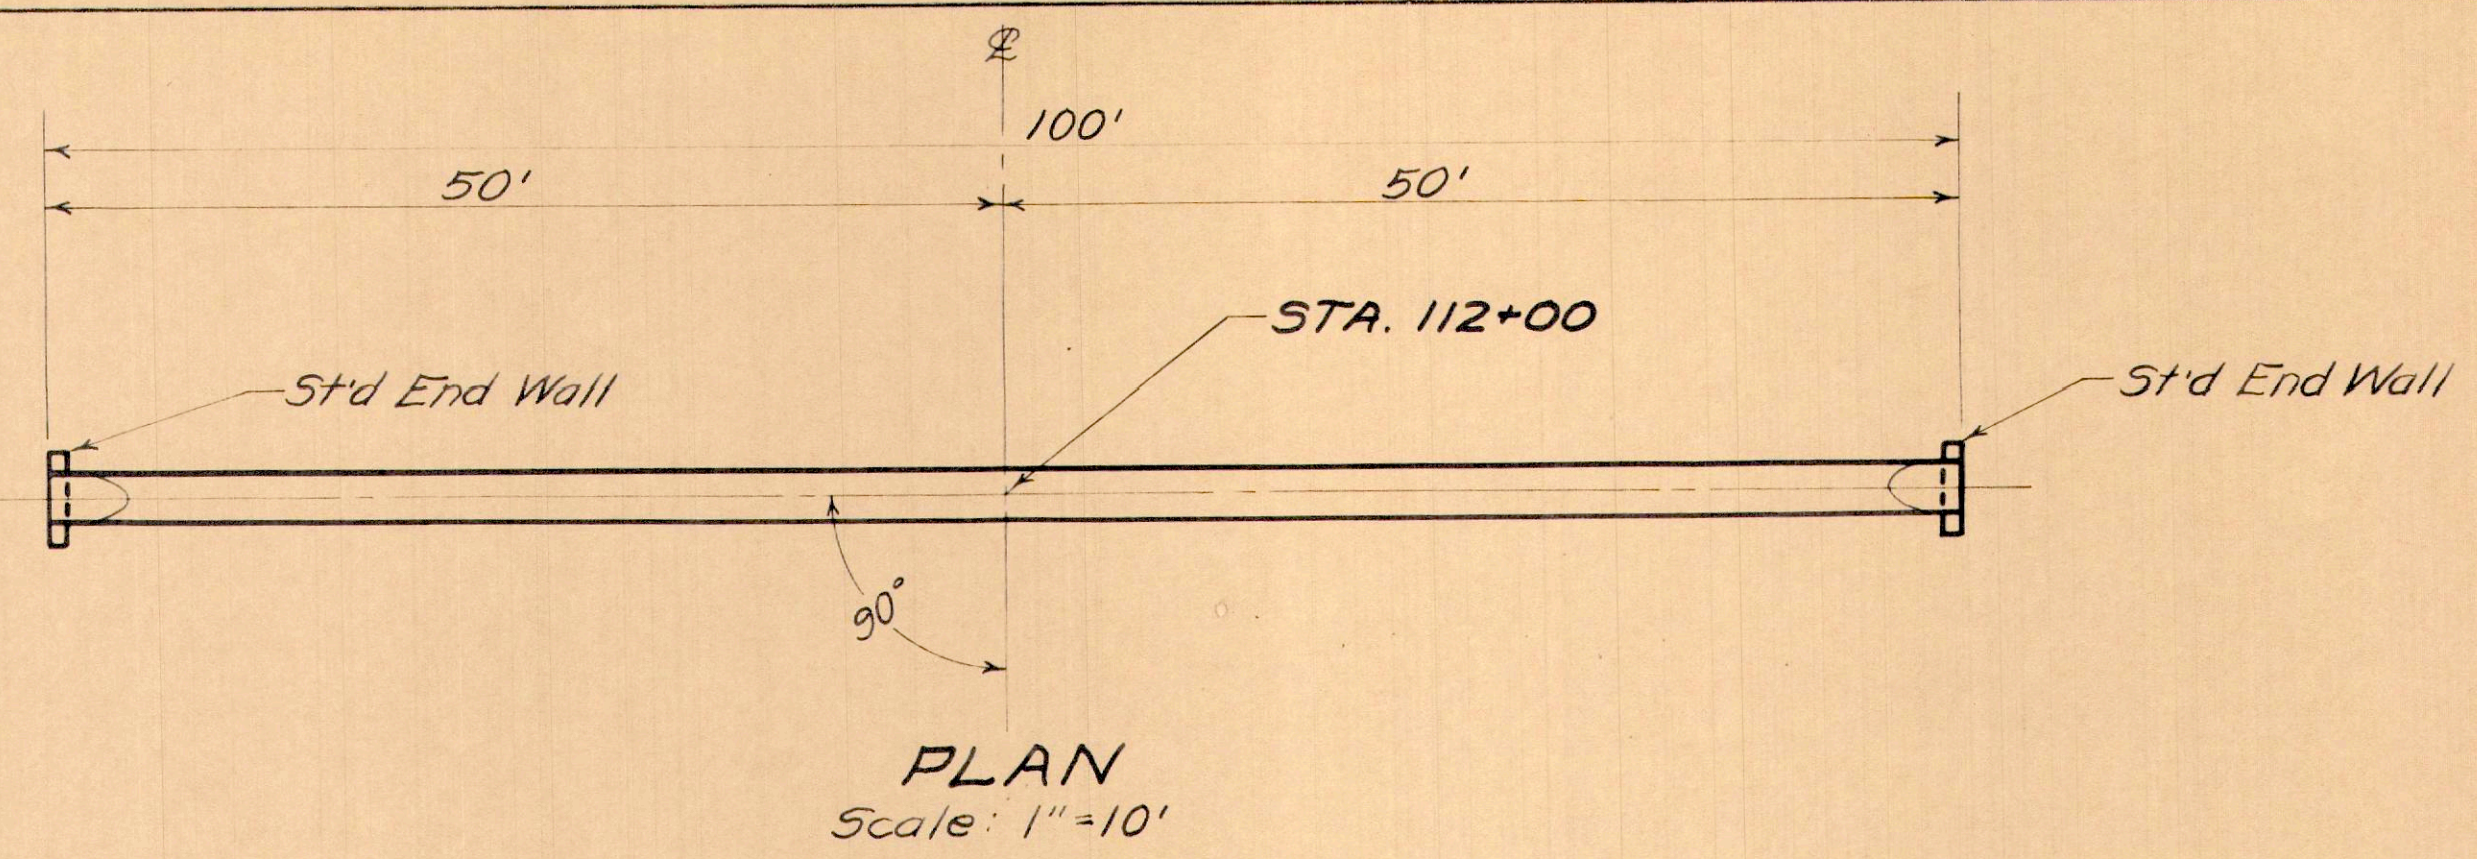 ℄
100'
50'
50'
STA. 112+00
St'd End Wall
St'd End Wall
90°
PLAN
Scale: 1"=10'